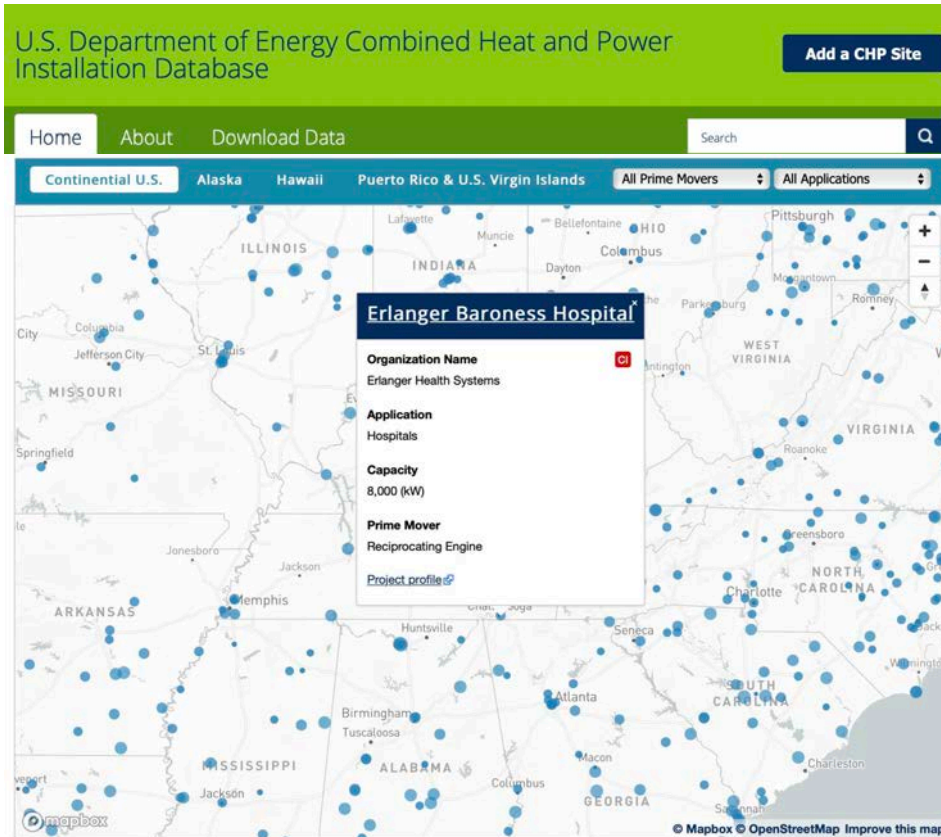 U.S. Department of Energy Combined Heat and Power
Installation Database
Add a CHP Site
Home
About
Download Data
Search
Continential U.S.
Alaska
Hawaii
Puerto Rico & U.S. Virgin Islands
All Prime Movers
All Applications
Lafayette
Muncie
Bellefontaine
OHIO
Pittsburgh
ILLINOIS
Columbus
INDIANA
Dayton
Morgantown
Romney
the
Parkersburg
City
Columbia
Jefferson City
St. Louis
MISSOURI
WEST
VIRGINIA
Huntington
Erlanger Baroness Hospital
x
Organization Name
CI
Erlanger Health Systems
Application
Hospitals
Capacity
8,000 (kW)
Prime Mover
Reciprocating Engine
Project profile
VIRGINIA
Roanoke
Springfield
Jonesboro
Jackson
Greensboro
NORTH
CAROLINA
Charlotte
ARKANSAS
Memphis
Huntsville
Seneca
Atlanta
SOUTH
CAROLINA
Birmingham
Tuscaloosa
MISSISSIPPI
ALABAMA
Macon
Charleston
Jackson
Columbus
GEORGIA
Savannah
mapbox
© Mapbox © OpenStreetMap Improve this map